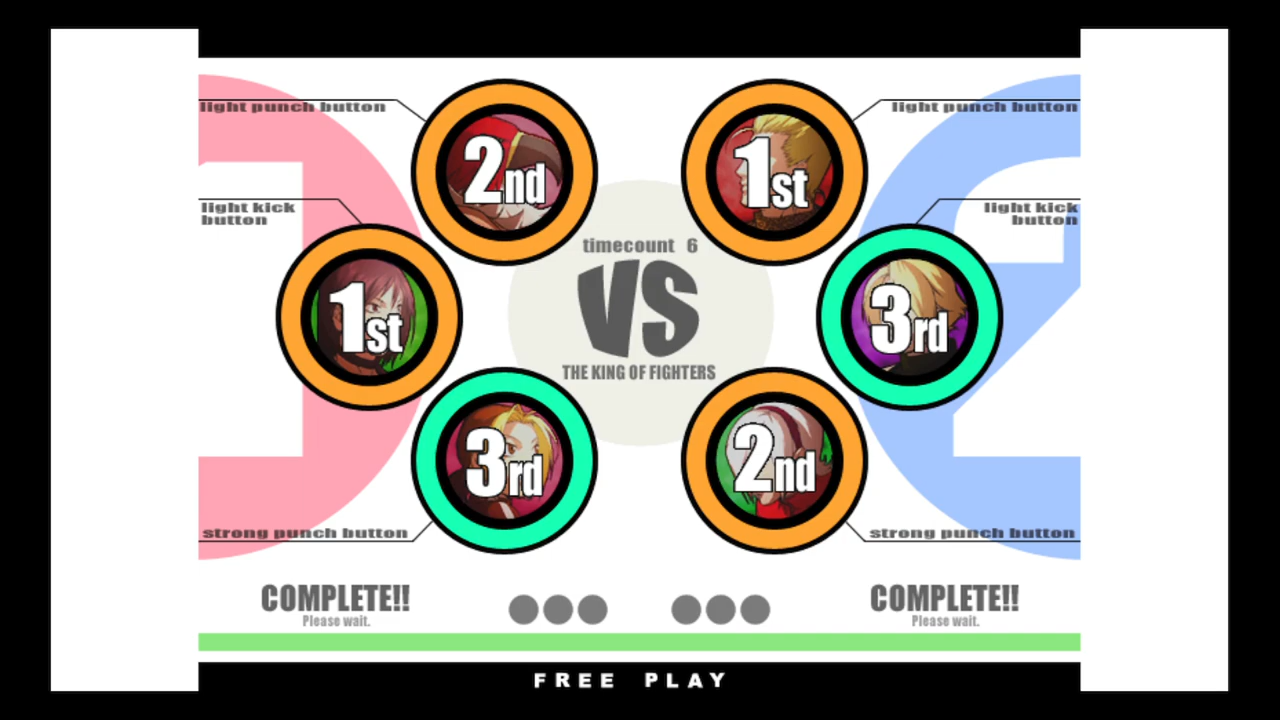 light punch button
light punch button
2nd
1st
light kick
button
light kick
button
timecount 6
1st
VS
3rd
THE KING OF FIGHTERS
3rd
2nd
strong punch button
strong punch button
COMPLETE!!
Please wait.
COMPLETE!!
Please wait.
FREE PLAY